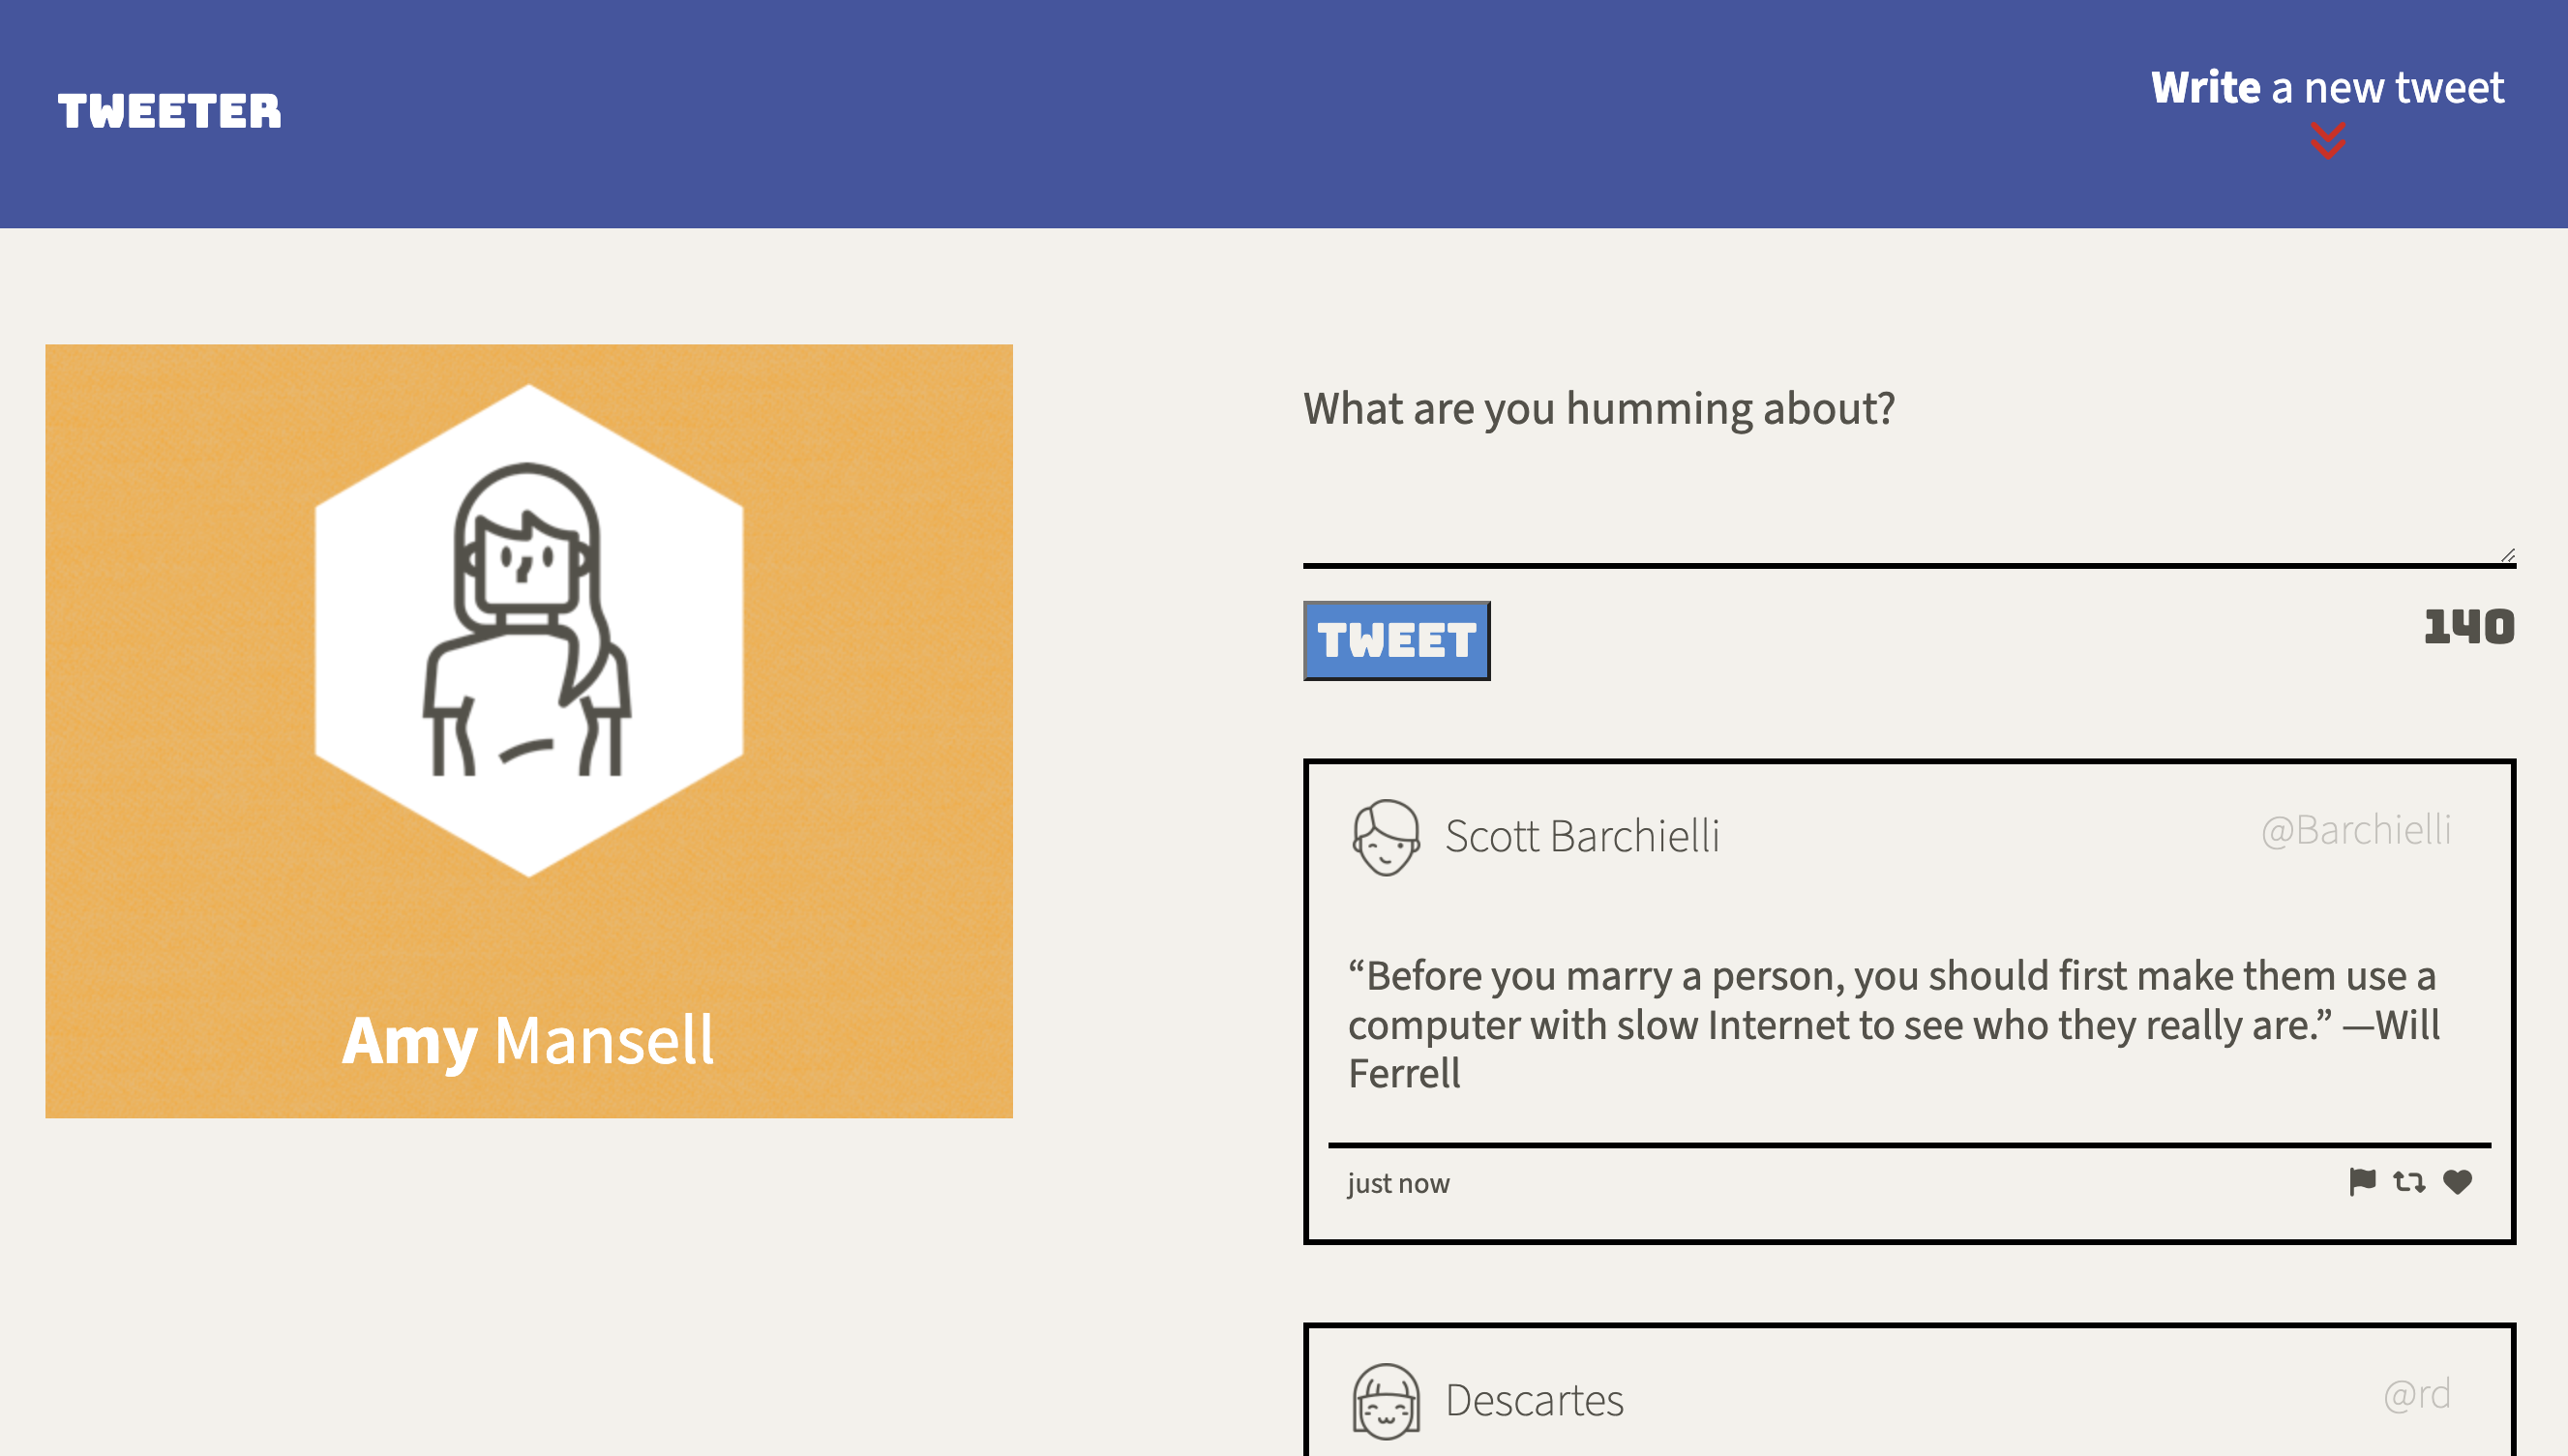 TWEETER
Write a new tweet
Amy Mansell
What are you humming about?
TWEET
140
Scott Barchielli
@Barchielli
“Before you marry a person, you should first make them use a
computer with slow Internet to see who they really are.” —Will
Ferrell
just now
Descartes
@rd